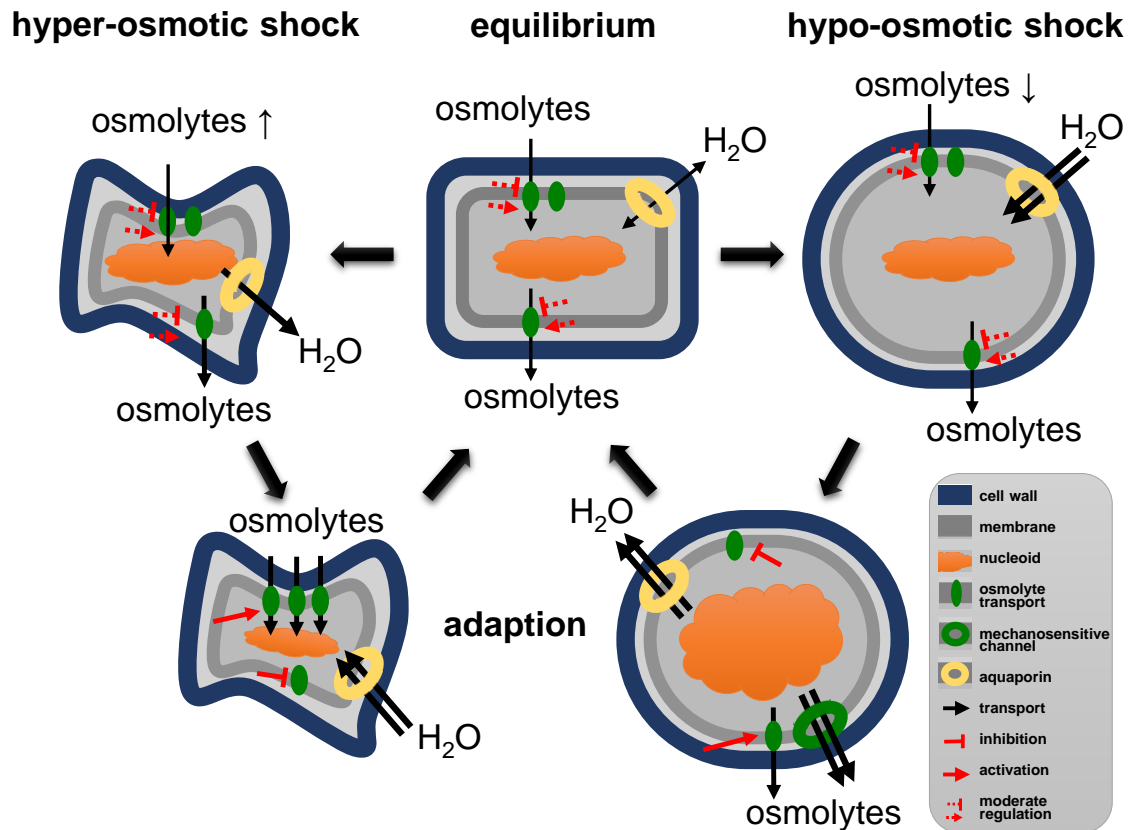 hyper-osmotic shock
equilibrium
hypo-osmotic shock
osmolytes ↑
osmolytes
osmolytes ↓
H₂O
H₂O
H₂O
osmolytes
osmolytes
osmolytes
osmolytes
H₂O
adaption
H₂O
osmolytes
cell wall
membrane
nucleoid
osmolyte
transport
mechanosensitive
channel
aquaporin
transport
inhibition
activation
moderate
regulation